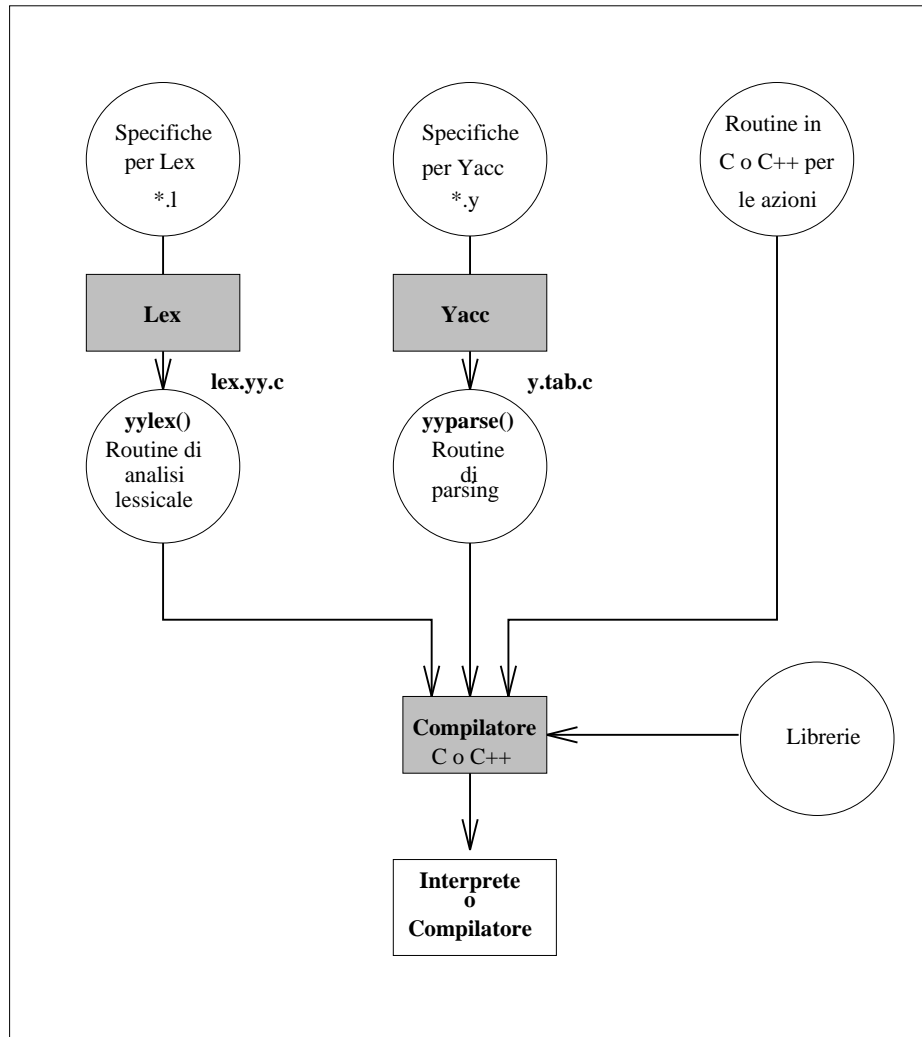 Specifiche
per Lex
*.l
Specifiche
per Yacc
*.y
Routine in
C o C++ per
le azioni
Lex
Yacc
lex.yy.c
y.tab.c
yylex()
Routine di
analisi
lessicale
yyparse()
Routine
di
parsing
Compilatore
C o C++
Librerie
Interprete
o
Compilatore